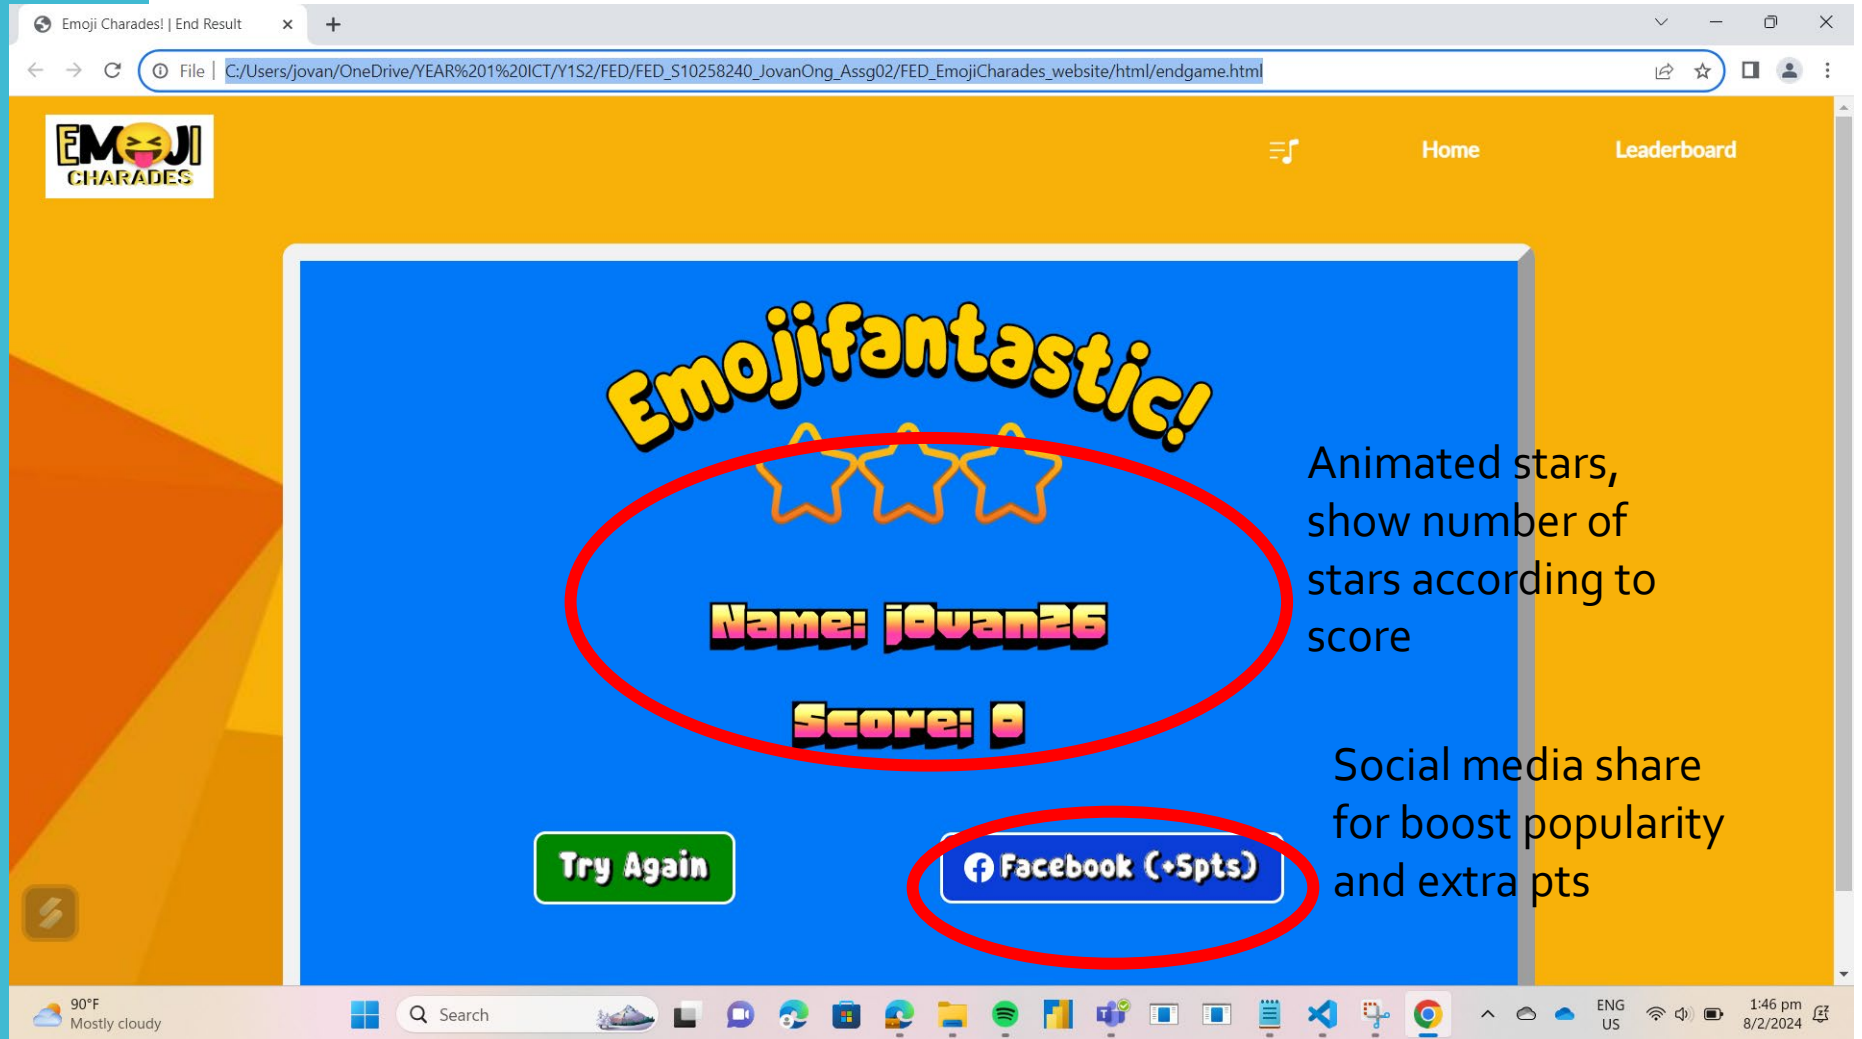 Emoji Charades! | End Result
File | C:/Users/jovan/OneDrive/YEAR%201%20ICT/Y1S2/FED/FED_S10258240_JovanOng_Assg02/FED_EmojiCharades_website/html/endgame.html
EMOJI
CHARADES
Home
Leaderboard
Emojifantastic!
Animated stars,
show number of
stars according to
score
Name: j0van26
Score: 0
Social media share
for boost popularity
and extra pts
Try Again
Facebook (+5pts)
90°F
Mostly cloudy
Search
ENG
US
1:46 pm
8/2/2024